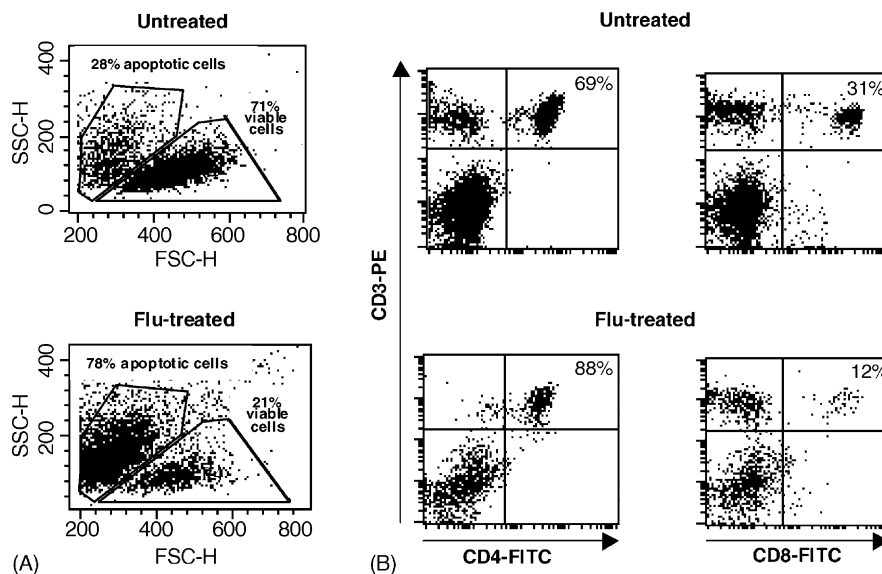 Untreated
400
200
0
SSC-H
28% apoptotic cells
71%
viable
cells
200
400
600
800
FSC-H
Flu-treated
400
200
0
SSC-H
78% apoptotic cells
21%
viable
cells
200
400
600
800
FSC-H
(A)
Untreated
69%
31%
CD3-PE
Flu-treated
88%
12%
CD4-FITC
CD8-FITC
(B)